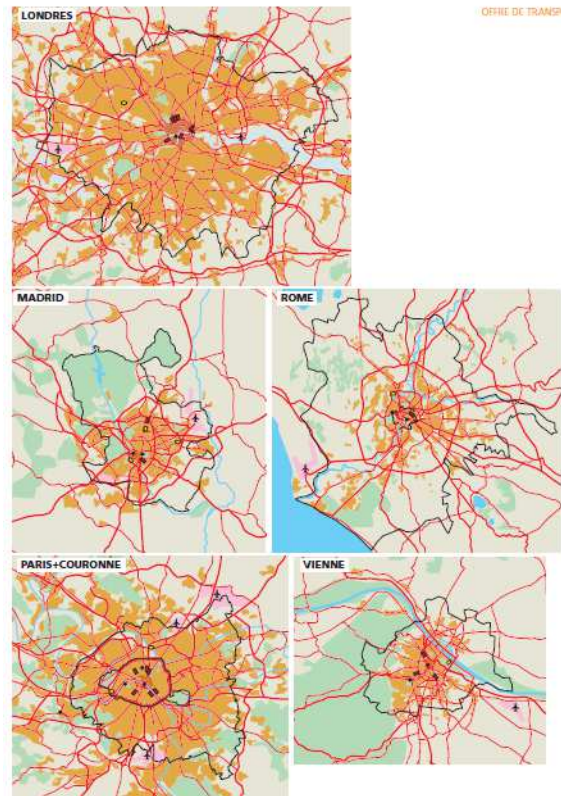 LONDRES
OFFRE DE TRANSP
MADRID
ROME
PARIS+COURONNE
VIENNE